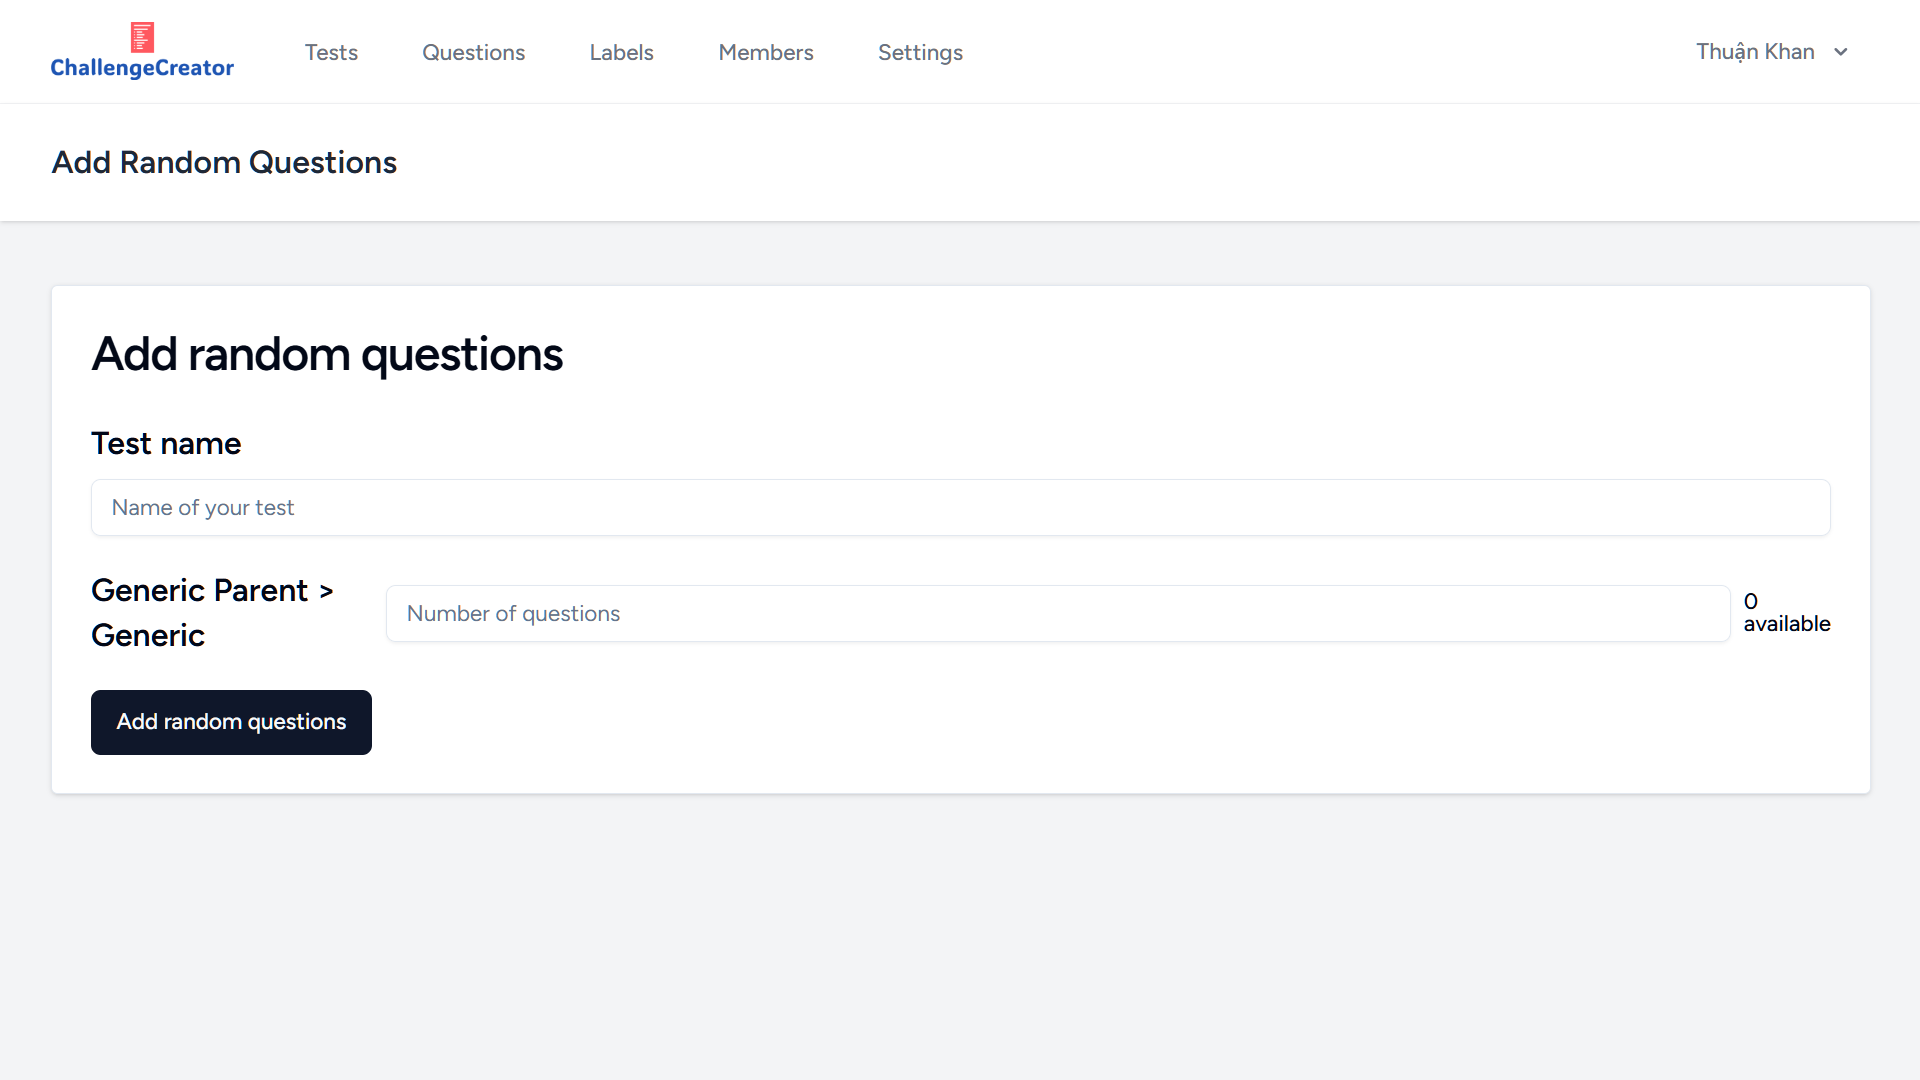 ChallengeCreator
Tests
Questions
Labels
Members
Settings
Thuận Khan
Add Random Questions
Add random questions
Test name
Name of your test
Generic Parent >
Generic
Number of questions
0
available
Add random questions